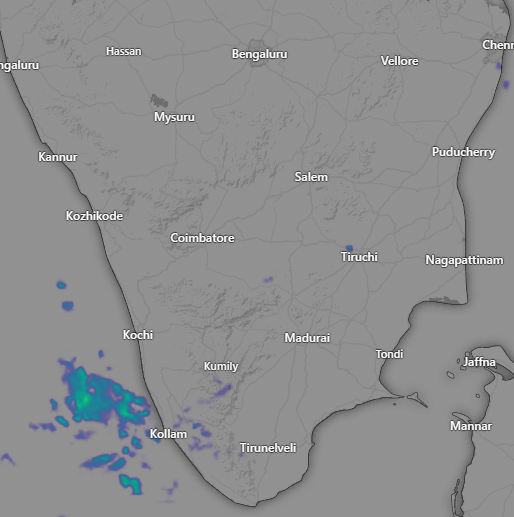 Chenn
Hassan
Bengaluru
Vellore
ngaluru
Mysuru
Puducherry
Kannur
Salem
Kozhikode
Coimbatore
Tiruchi
Nagapattinam
Kochi
Madurai
Tondi
Kumily
Jaffna
Mannar
Kollam
Tirunelveli